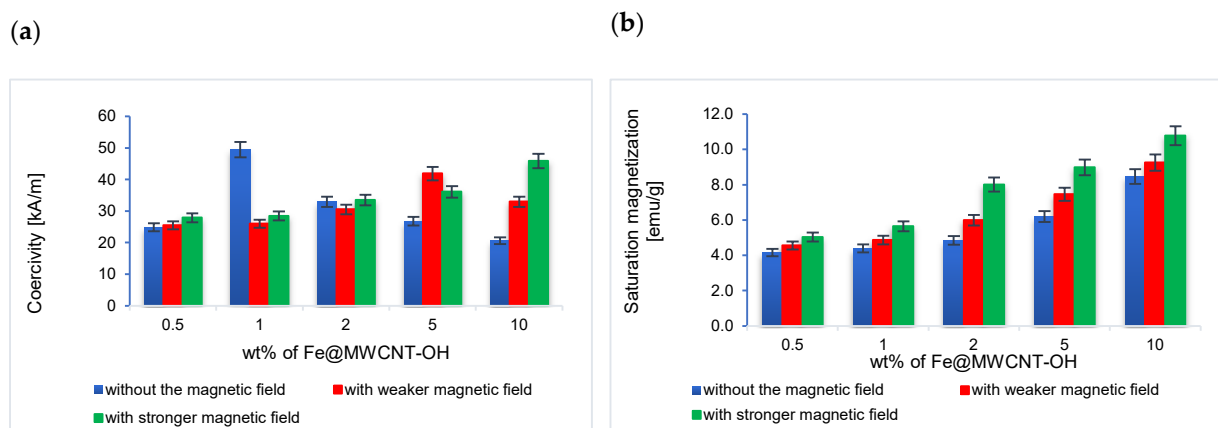 (a)
Coercivity [kA/m]
60
50
40
30
20
10
0
0.5 1 2 5 10
wt% of Fe@MWCNT-OH
without the magnetic field with weaker magnetic field
with stronger magnetic field
(b)
Saturation magnetization
[emu/g]
12.0
10.0
8.0
6.0
4.0
2.0
0.0
0.5 1 2 5 10
wt% of Fe@MWCNT-OH
without the magnetic field with weaker magnetic field
with stronger magnetic field